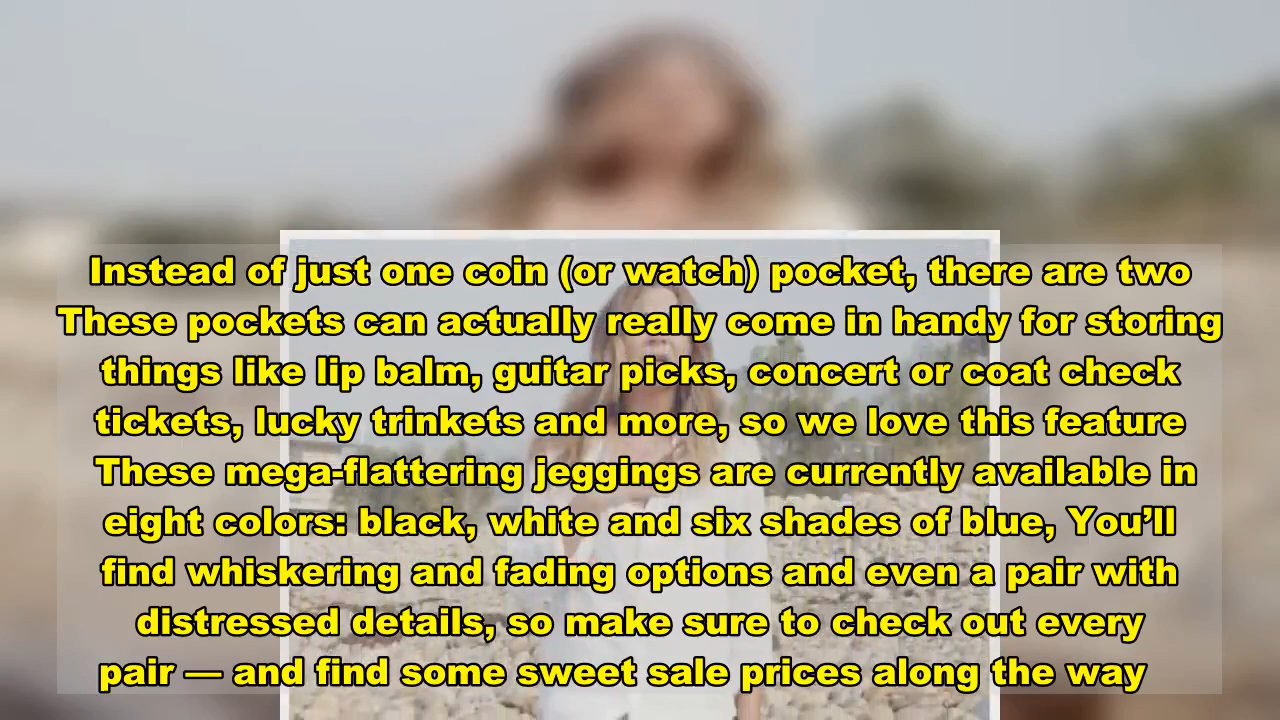 Instead of just one coin (or watch) pocket, there are two
These pockets can actually really come in handy for storing
things like lip balm, guitar picks, concert or coat check
tickets, lucky trinkets and more, so we love this feature
These mega-flattering jeggings are currently available in
eight colors: black, white and six shades of blue, You’ll
find whiskering and fading options and even a pair with
distressed details, so make sure to check out every
pair — and find some sweet sale prices along the way